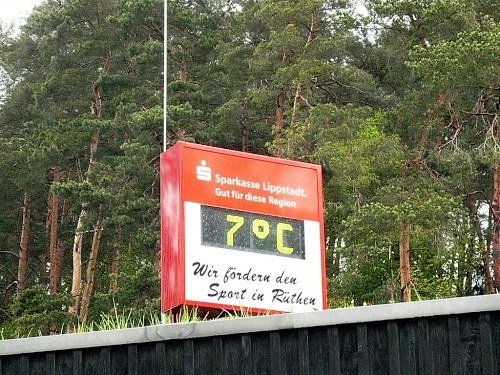 Sparkasse Lippstadt.
Gut für diese Region
7°C
Wir fördern den
Sport in Rüthen